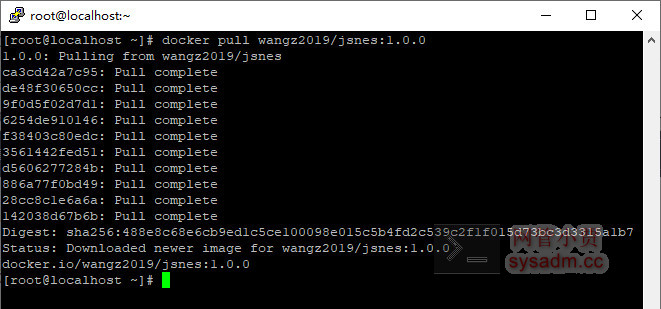 root@localhost:~
[root@localhost ~]# docker pull wangz2019/jsnes:1.0.0
1.0.0: Pulling from wangz2019/jsnes
ca3cd42a7c95: Pull complete
de48f30650cc: Pull complete
9f0d5f02d7d1: Pull complete
6254de910146: Pull complete
f38403c80edc: Pull complete
3561442fed51: Pull complete
d5606277284b: Pull complete
886a77f0bd49: Pull complete
28cc8c1e6a6a: Pull complete
142038d67b6b: Pull complete
Digest: sha256:488e8c68e6cb9ed1c5ce100098e015c5b4fd2c539c2f1f015d73bc3d3315a1b7
Status: Downloaded newer image for wangz2019/jsnes:1.0.0
docker.io/wangz2019/jsnes:1.0.0
[root@localhost ~]#
网管小贾
sysadm.cc